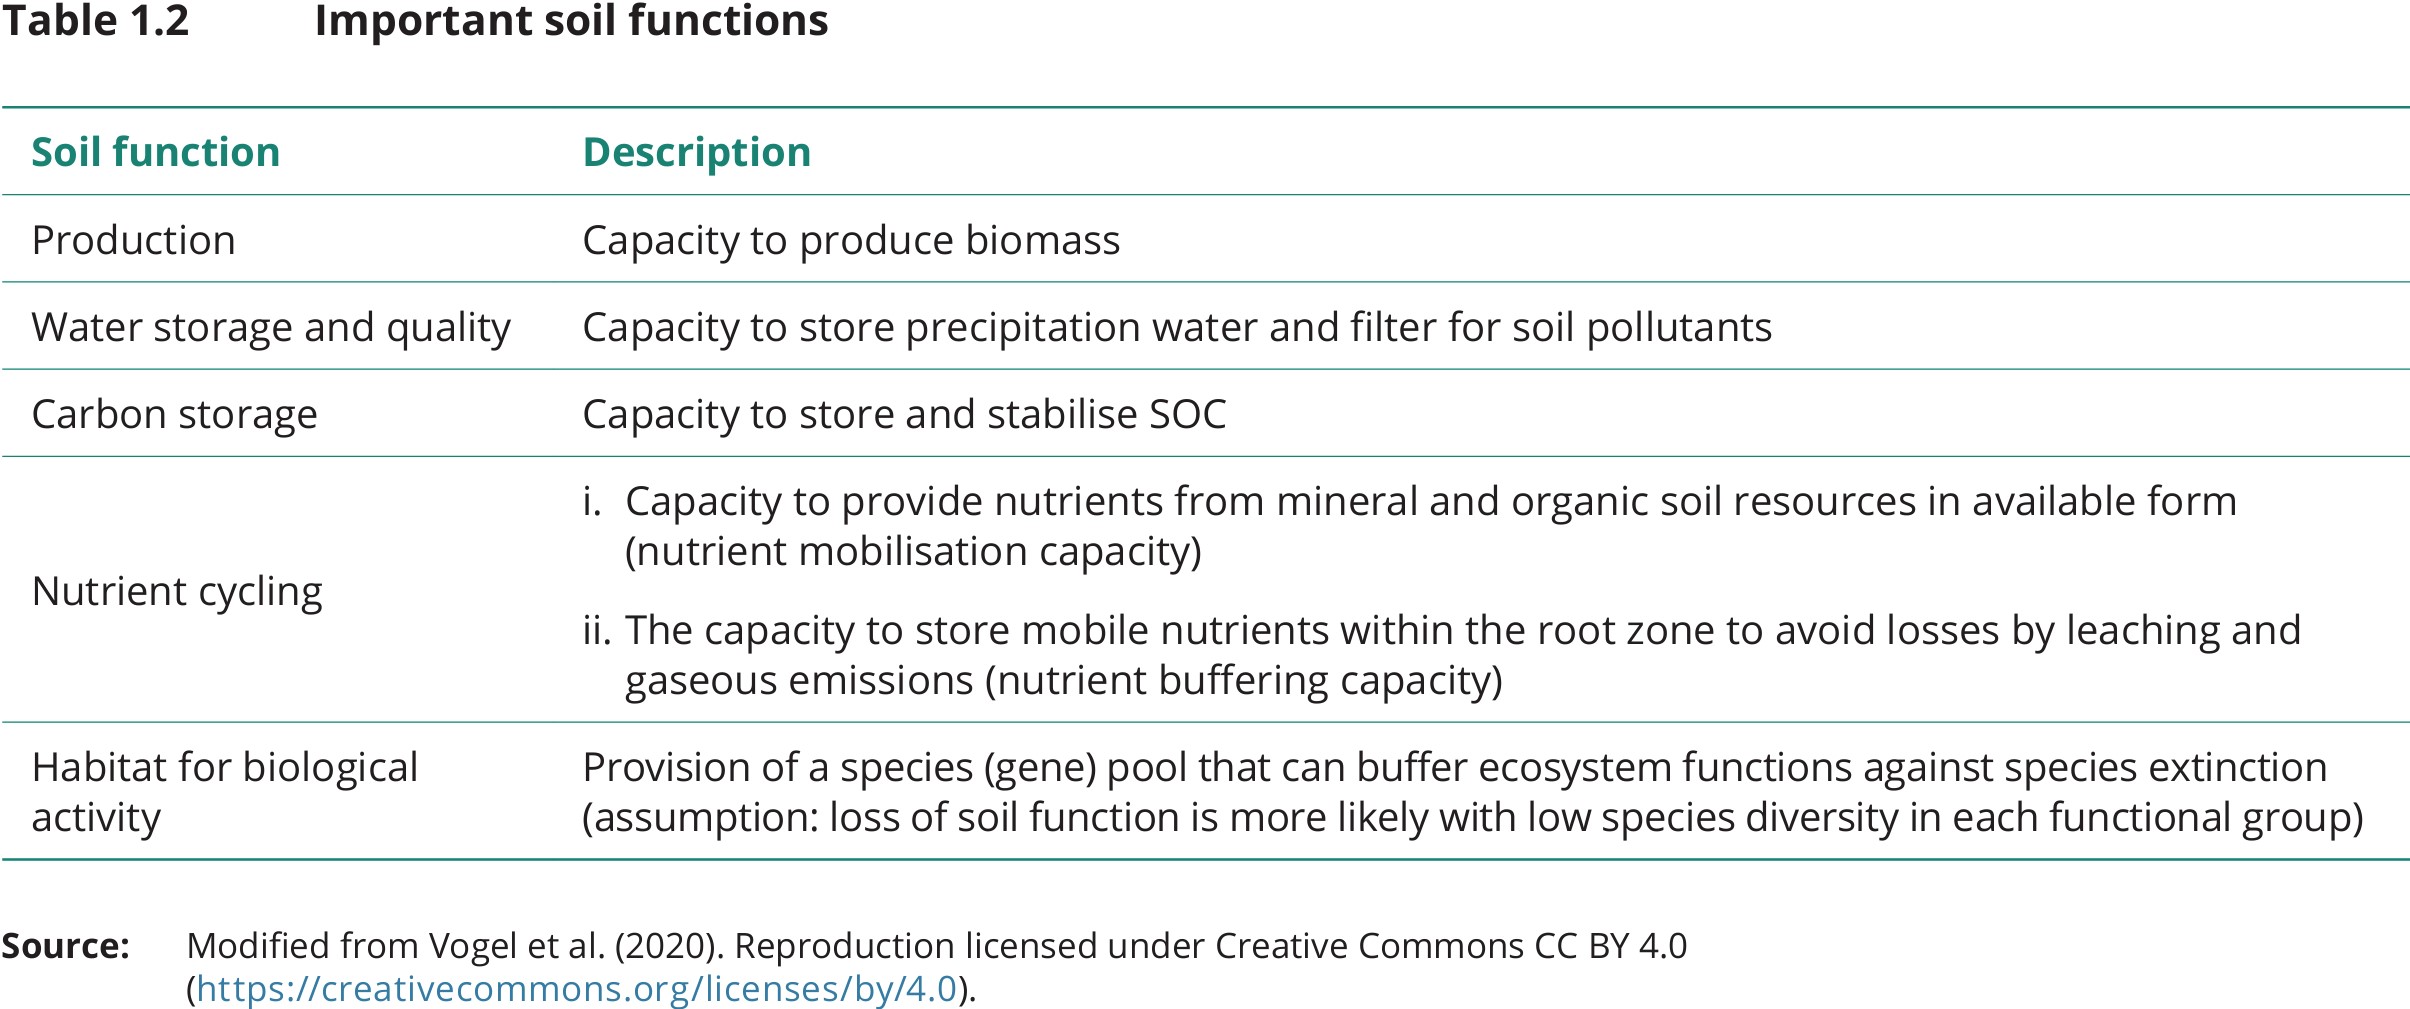 Table 1.2 Important soil functions
Soil function Description
Production Capacity to produce biomass
Water storage and quality Capacity to store precipitation water and filter for soil pollutants
Carbon storage Capacity to store and stabilise SOC
Nutrient cycling
i. Capacity to provide nutrients from mineral and organic soil resources in available form
(nutrient mobilisation capacity)
ii. The capacity to store mobile nutrients within the root zone to avoid losses by leaching and
gaseous emissions (nutrient buffering capacity)
Habitat for biological
activity
Provision of a species (gene) pool that can buffer ecosystem functions against species extinction
(assumption: loss of soil function is more likely with low species diversity in each functional group)
Source: Modified from Vogel et al. (2020). Reproduction licensed under Creative Commons CC BY 4.0
(https://creativecommons.org/licenses/by/4.0).